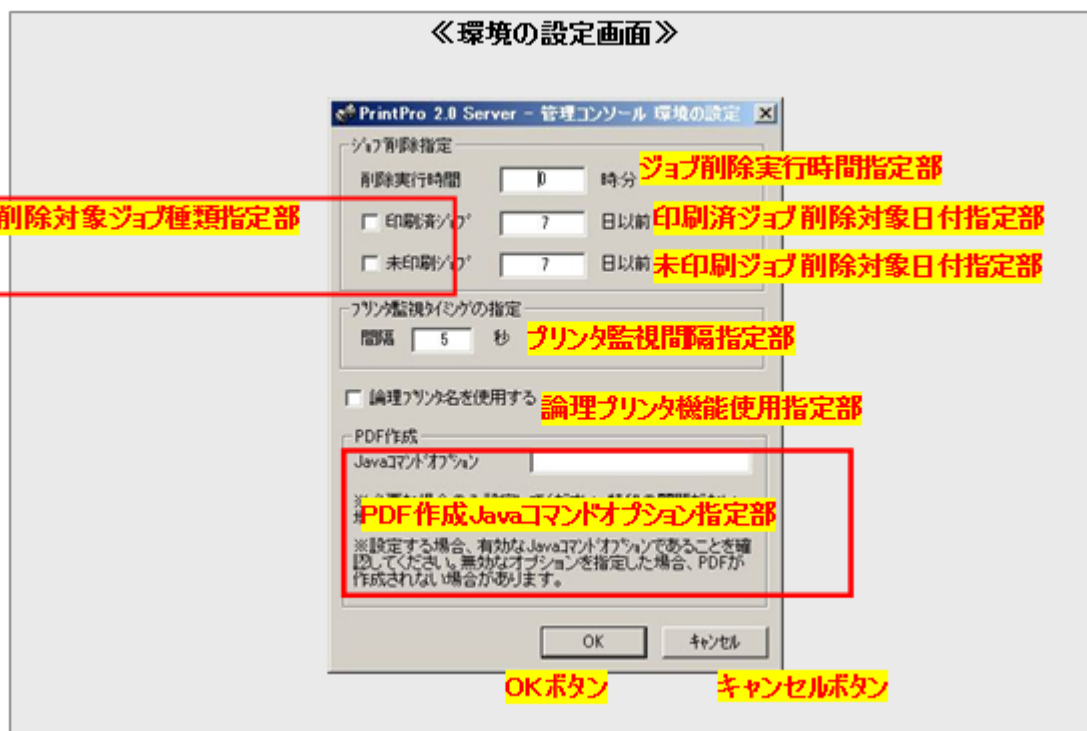 ≪環境の設定画面≫
PrintPro 2.0 Server - 管理コンソール 環境の設定
ジョブ削除指定
削除実行時間 0 時:分 ジョブ削除実行時間指定部
削除対象ジョブ種類指定部 印刷済ジョブ 7 日以前 印刷済ジョブ削除対象日付指定部
未印刷ジョブ 7 日以前 未印刷ジョブ削除対象日付指定部
プリンタ監視タイミングの指定
間隔 5 秒 プリンタ監視間隔指定部
論理プリンタ名を使用する 論理プリンタ機能使用指定部
PDF作成
Javaコマンドオプション
PDF作成Javaコマンドオプション指定部
※設定する場合、有効なJavaコマンドオプションであることを確
認してください。無効なオプションを指定した場合、PDFが
作成されない場合があります。
OK キャンセル
OKボタン キャンセルボタン